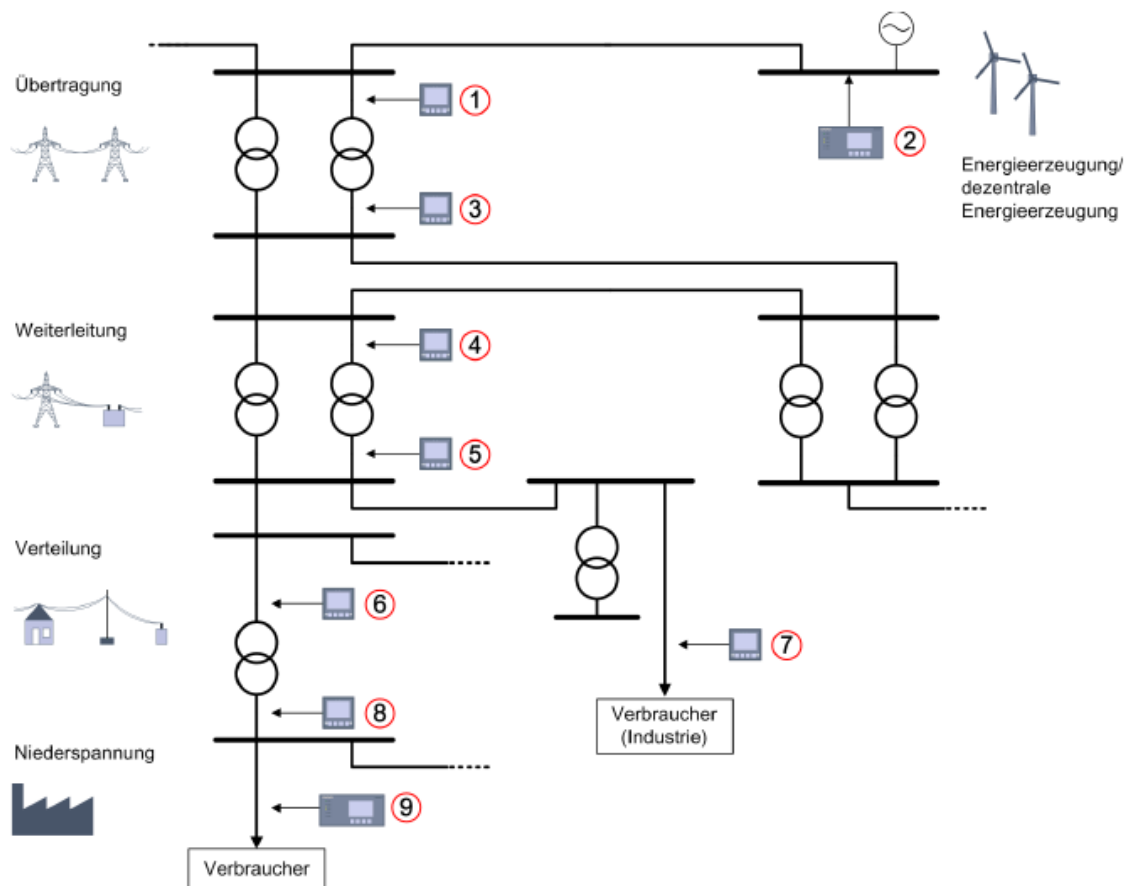 Übertragung
1
2
Energieerzeugung/
dezentrale
Energieerzeugung
3
Weiterleitung
4
5
Verteilung
6
7
8
Verbraucher
(Industrie)
Niederspannung
9
Verbraucher